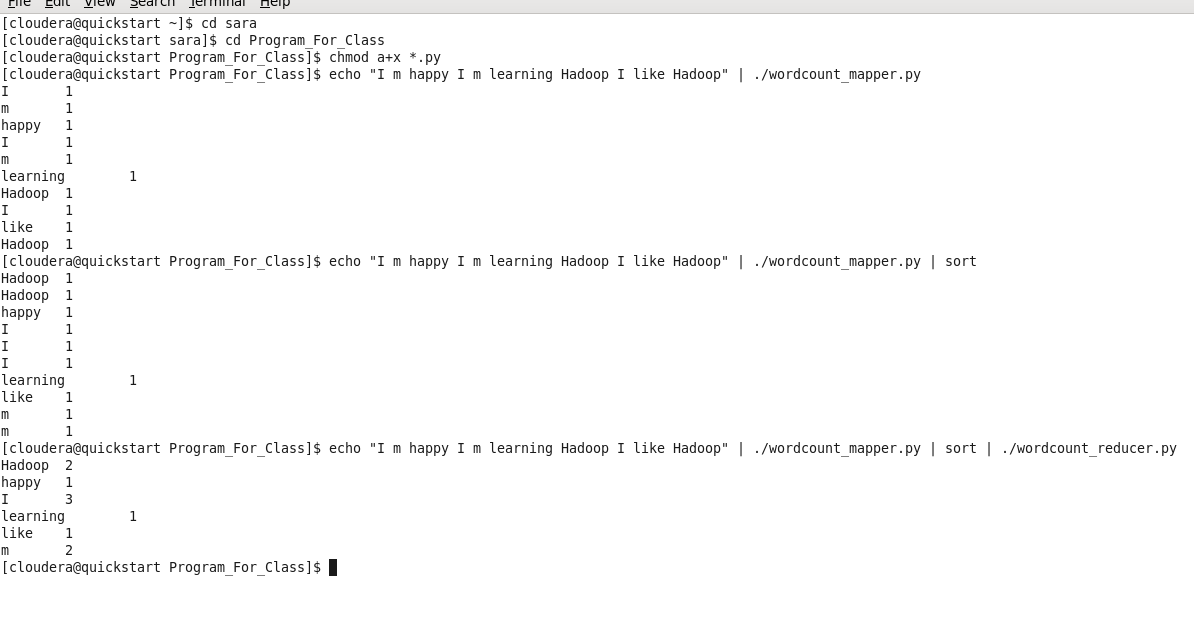 File Edit View Search Terminal Help
[cloudera@quickstart ~]$ cd sara
[cloudera@quickstart sara]$ cd Program_For_Class
[cloudera@quickstart Program_For_Class]$ chmod a+x *.py
[cloudera@quickstart Program_For_Class]$ echo "I m happy I m learning Hadoop I like Hadoop" | ./wordcount_mapper.py
I       1
m       1
happy   1
I       1
m       1
learning        1
Hadoop  1
I       1
like    1
Hadoop  1
[cloudera@quickstart Program_For_Class]$ echo "I m happy I m learning Hadoop I like Hadoop" | ./wordcount_mapper.py | sort
Hadoop  1
Hadoop  1
happy   1
I       1
I       1
I       1
learning        1
like    1
m       1
m       1
[cloudera@quickstart Program_For_Class]$ echo "I m happy I m learning Hadoop I like Hadoop" | ./wordcount_mapper.py | sort | ./wordcount_reducer.py
Hadoop  2
happy   1
I       3
learning        1
like    1
m       2
[cloudera@quickstart Program_For_Class]$